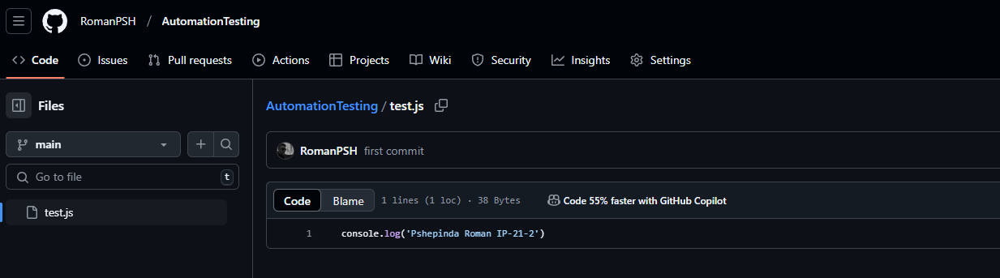 RomanPSH / AutomationTesting
Code Issues Pull requests Actions Projects Wiki Security Insights Settings
Files
main
Go to file t
test.js
AutomationTesting / test.js
RomanPSH first commit
Code Blame 1 lines (1 loc) · 38 Bytes Code 55% faster with GitHub Copilot
1 console.log('Pshepinda Roman IP-21-2')